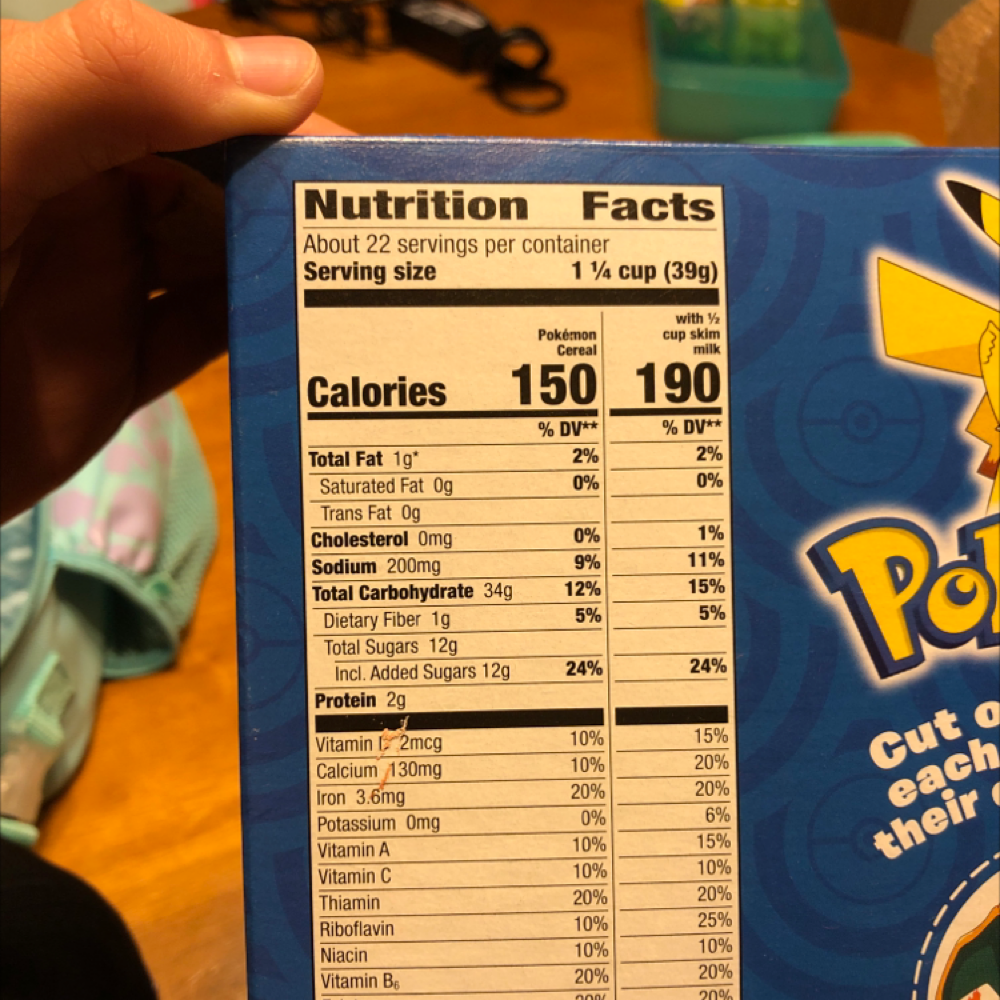 Nutrition Facts
About 22 servings per container
Serving size 1 ¼ cup (39g)
Pokémon Cereal
with ½ cup skim milk
Calories 150 190
% DV** % DV**
Total Fat 1g* 2% 2%
Saturated Fat 0g 0% 0%
Trans Fat 0g
Cholesterol 0mg 0% 1%
Sodium 200mg 9% 11%
Total Carbohydrate 34g 12% 15%
Dietary Fiber 1g 5% 5%
Total Sugars 12g
Incl. Added Sugars 12g 24% 24%
Protein 2g
Vitamin D 2mcg 10% 15%
Calcium 130mg 10% 20%
Iron 3.6mg 20% 20%
Potassium 0mg 0% 6%
Vitamin A 10% 15%
Vitamin C 10% 10%
Thiamin 20% 20%
Riboflavin 10% 25%
Niacin 10% 10%
Vitamin B₆ 20% 20%
20%
Po
Cut o
each
their